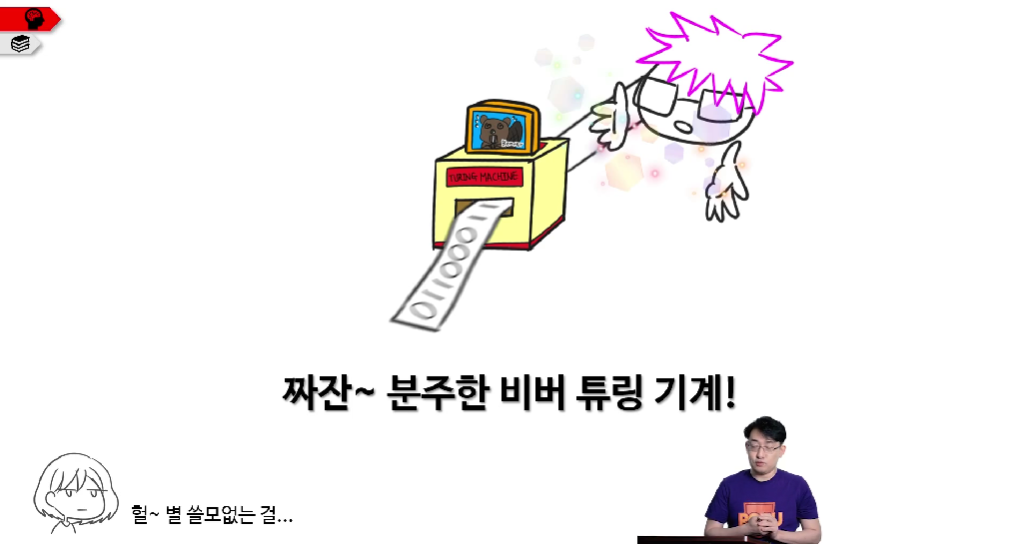 TURING MACHINE
0110001
짜잔~ 분주한 비버 튜링 기계!
헐~ 별 쓸모없는 걸...